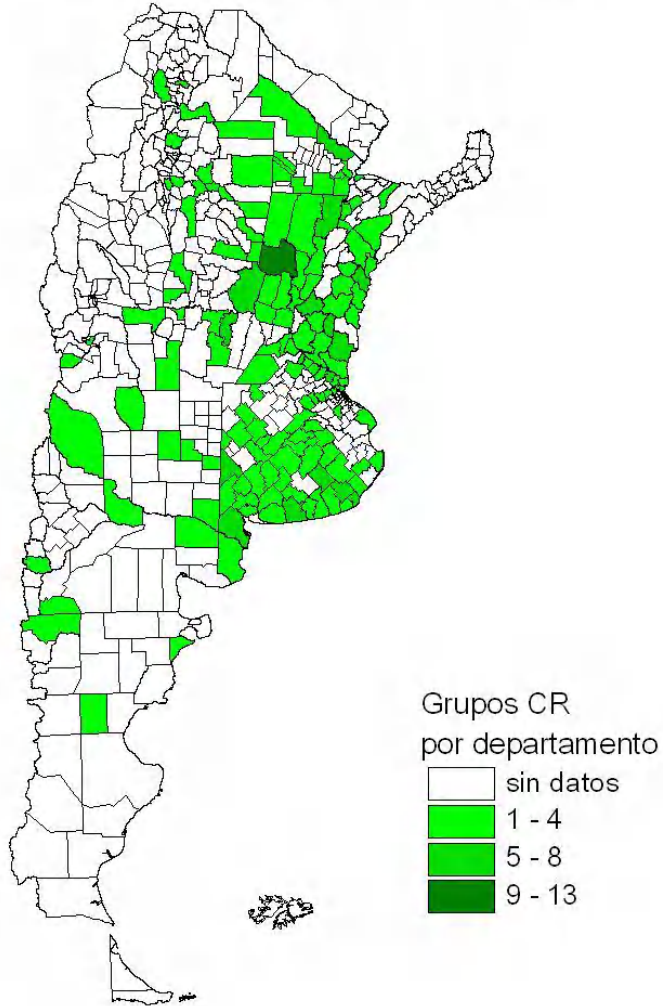 Grupos CR
por departamento
sin datos
1 - 4
5 - 8
9 - 13